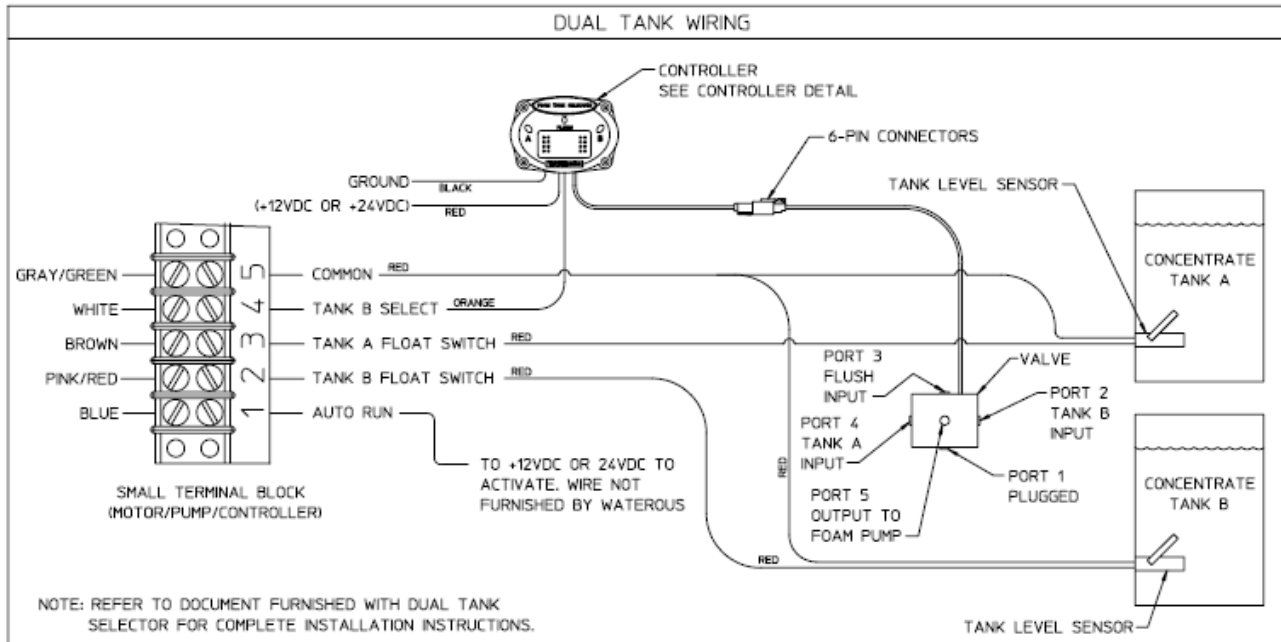 DUAL TANK WIRING
CONTROLLER
SEE CONTROLLER DETAIL
FLUSH
A
B
6-PIN CONNECTORS
TANK LEVEL SENSOR
GROUND
BLACK
(+12VDC OR +24VDC)
RED
CONCENTRATE
TANK A
GRAY/GREEN
5
COMMON
RED
WHITE
4
TANK B SELECT
ORANGE
BROWN
3
TANK A FLOAT SWITCH
RED
PINK/RED
2
TANK B FLOAT SWITCH
RED
BLUE
1
AUTO RUN
PORT 3
FLUSH
INPUT
VALVE
PORT 4
TANK A
INPUT
PORT 2
TANK B
INPUT
PORT 1
PLUGGED
PORT 5
OUTPUT TO
FOAM PUMP
TO +12VDC OR 24VDC TO
ACTIVATE. WIRE NOT
FURNISHED BY WATEROUS
RED
RED
SMALL TERMINAL BLOCK
(MOTOR/PUMP/CONTROLLER)
CONCENTRATE
TANK B
TANK LEVEL SENSOR
NOTE: REFER TO DOCUMENT FURNISHED WITH DUAL TANK
SELECTOR FOR COMPLETE INSTALLATION INSTRUCTIONS.